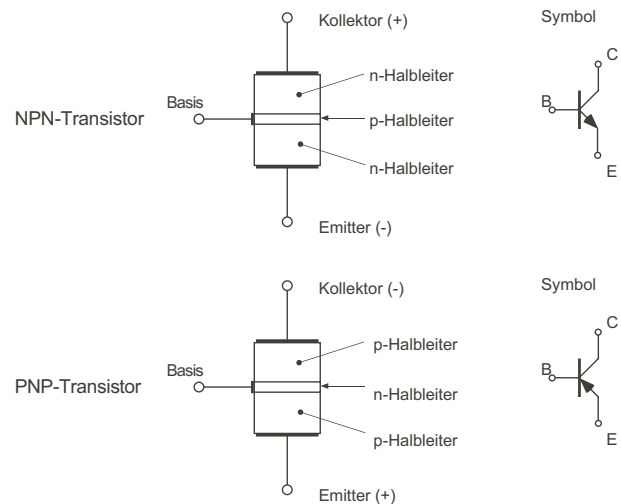 Kollektor (+)
Symbol
n-Halbleiter
C
Basis
B
NPN-Transistor
p-Halbleiter
n-Halbleiter
E
Emitter (-)
Kollektor (-)
Symbol
C
p-Halbleiter
Basis
B
PNP-Transistor
n-Halbleiter
p-Halbleiter
E
Emitter (+)